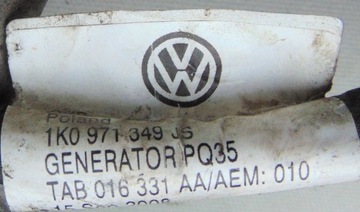 Poland
1K0 971 349 JS
GENERATOR PQ35
TAB 016 331 AA/AEM: 010